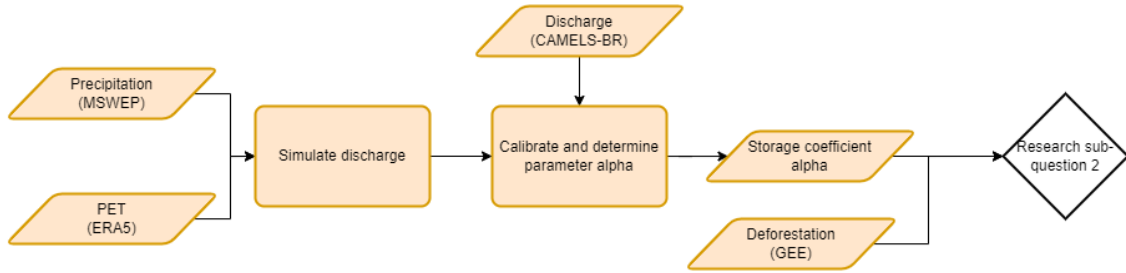 Discharge
(CAMELS-BR)
Precipitation
(MSWEP)
Simulate discharge
Calibrate and determine
parameter alpha
Storage coefficient
alpha
Research sub-
question 2
PET
(ERA5)
Deforestation
(GEE)